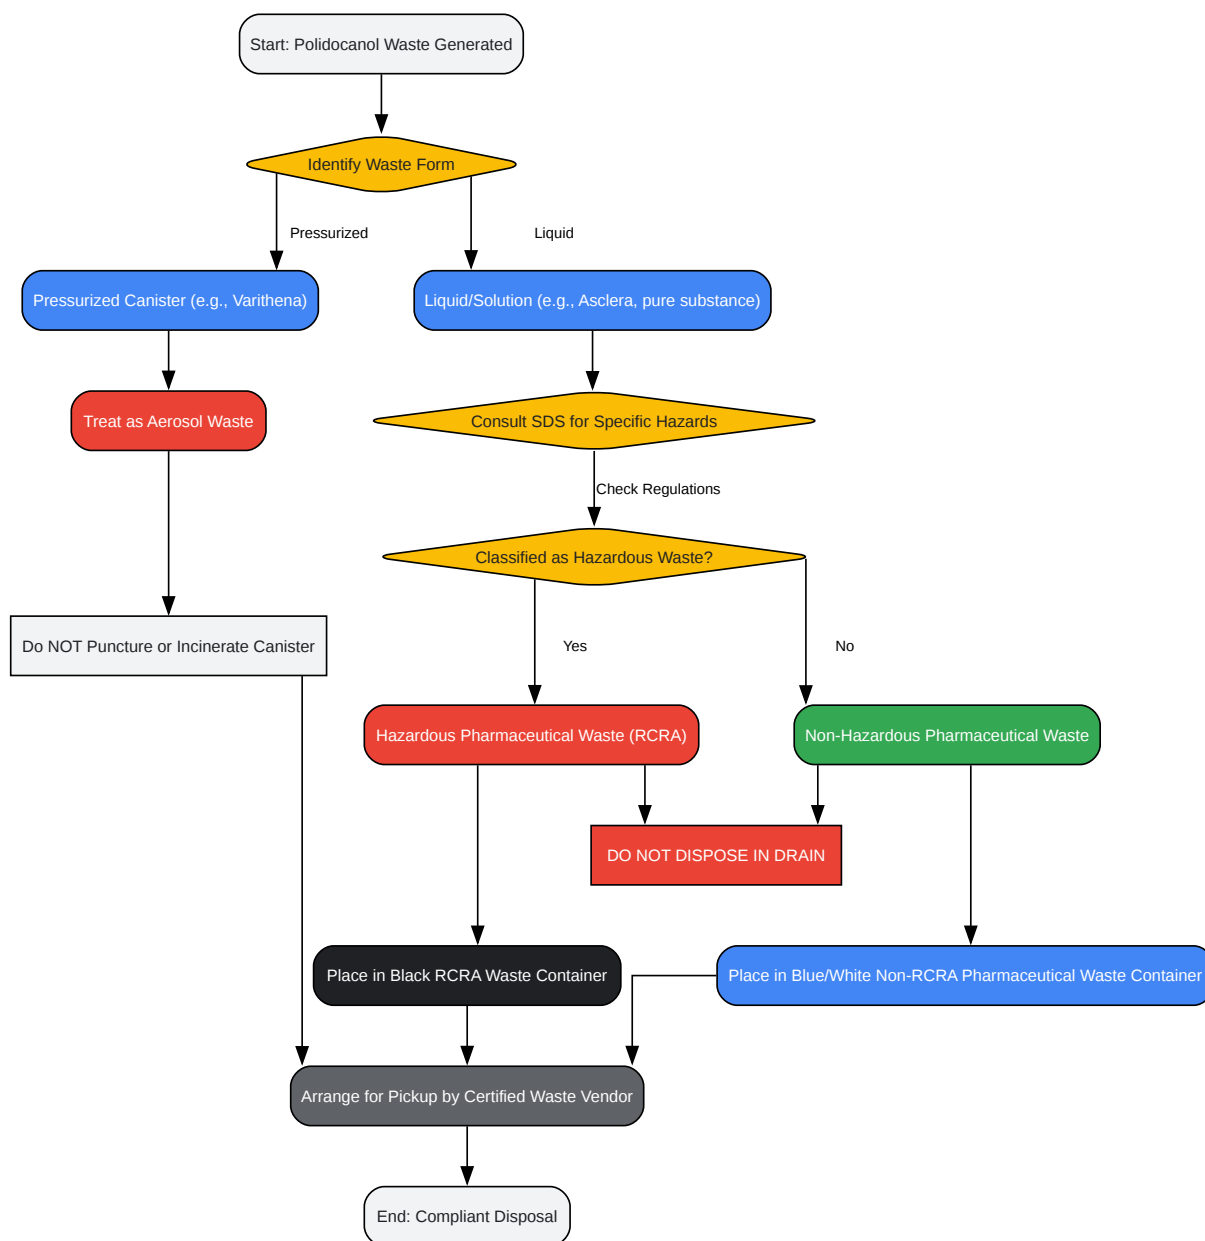 Start: Polidocanol Waste Generated
Identify Waste Form
Pressurized
Liquid
Pressurized Canister (e.g., Varithena)
Liquid/Solution (e.g., Asclera, pure substance)
Treat as Aerosol Waste
Consult SDS for Specific Hazards
Check Regulations
Classified as Hazardous Waste?
Do NOT Puncture or Incinerate Canister
Yes
No
Hazardous Pharmaceutical Waste (RCRA)
Non-Hazardous Pharmaceutical Waste
DO NOT DISPOSE IN DRAIN
Place in Black RCRA Waste Container
Place in Blue/White Non-RCRA Pharmaceutical Waste Container
Arrange for Pickup by Certified Waste Vendor
End: Compliant Disposal